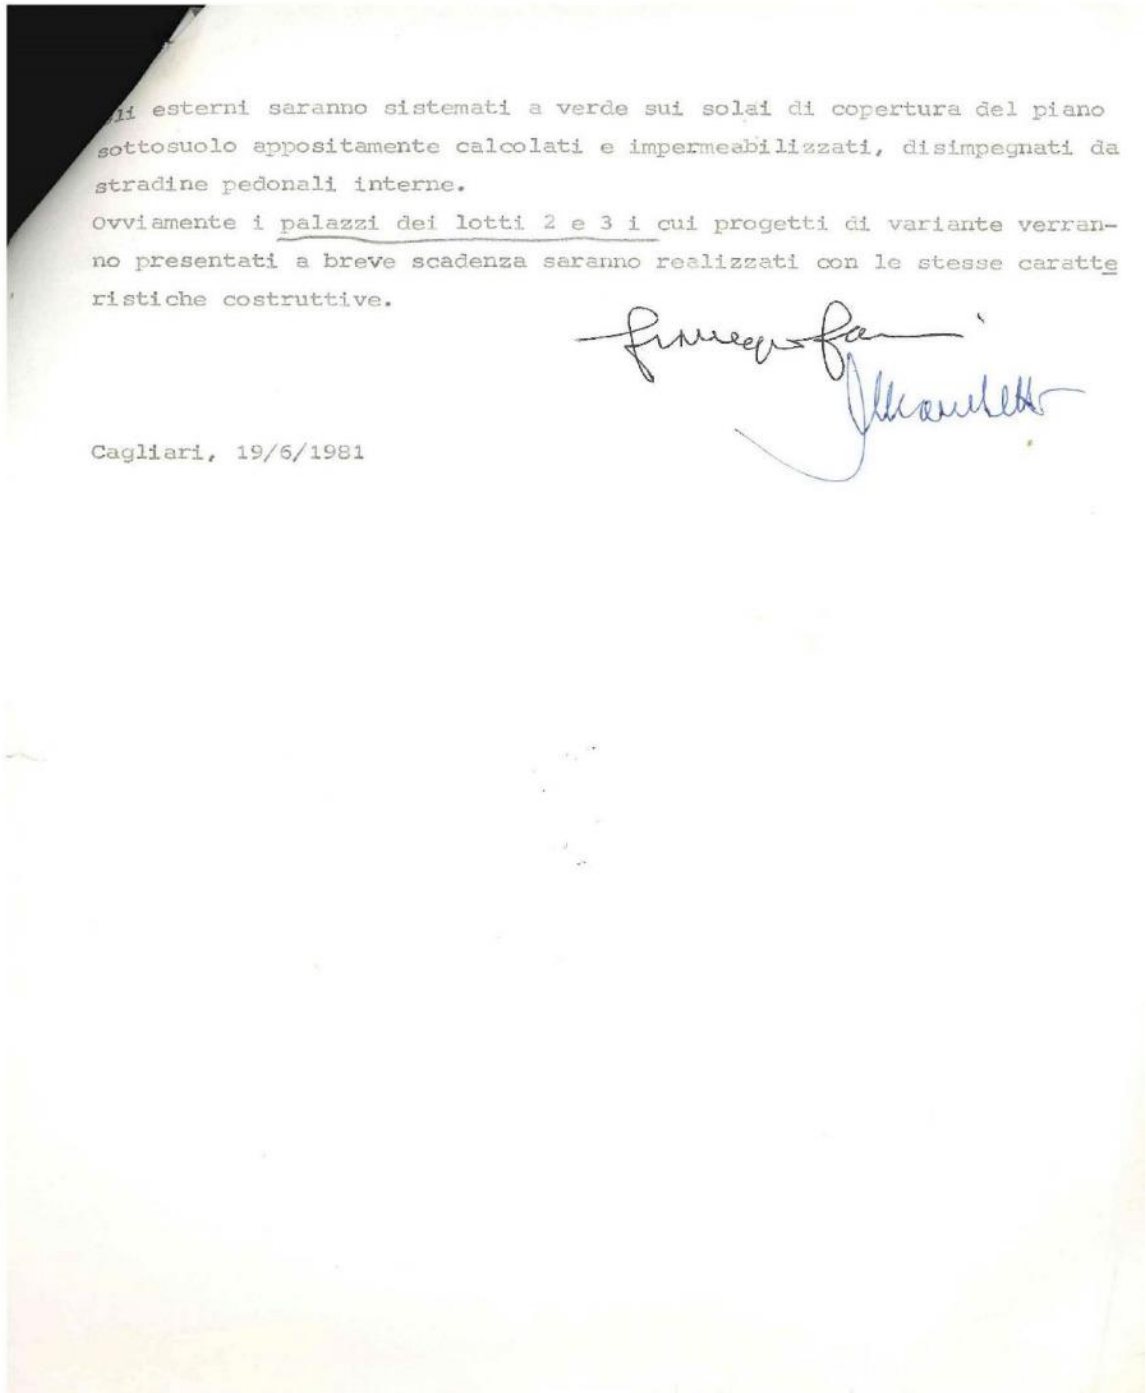 esterni saranno sistemati a verde sui solai di copertura del piano
sottosuolo appositamente calcolati e impermeabilizzati, disimpegnati da
stradine pedonali interne.
Ovviamente i palazzi dei lotti 2 e 3 i cui progetti di variante verran-
no presentati a breve scadenza saranno realizzati con le stesse caratte
ristiche costruttive.
Cagliari, 19/6/1981